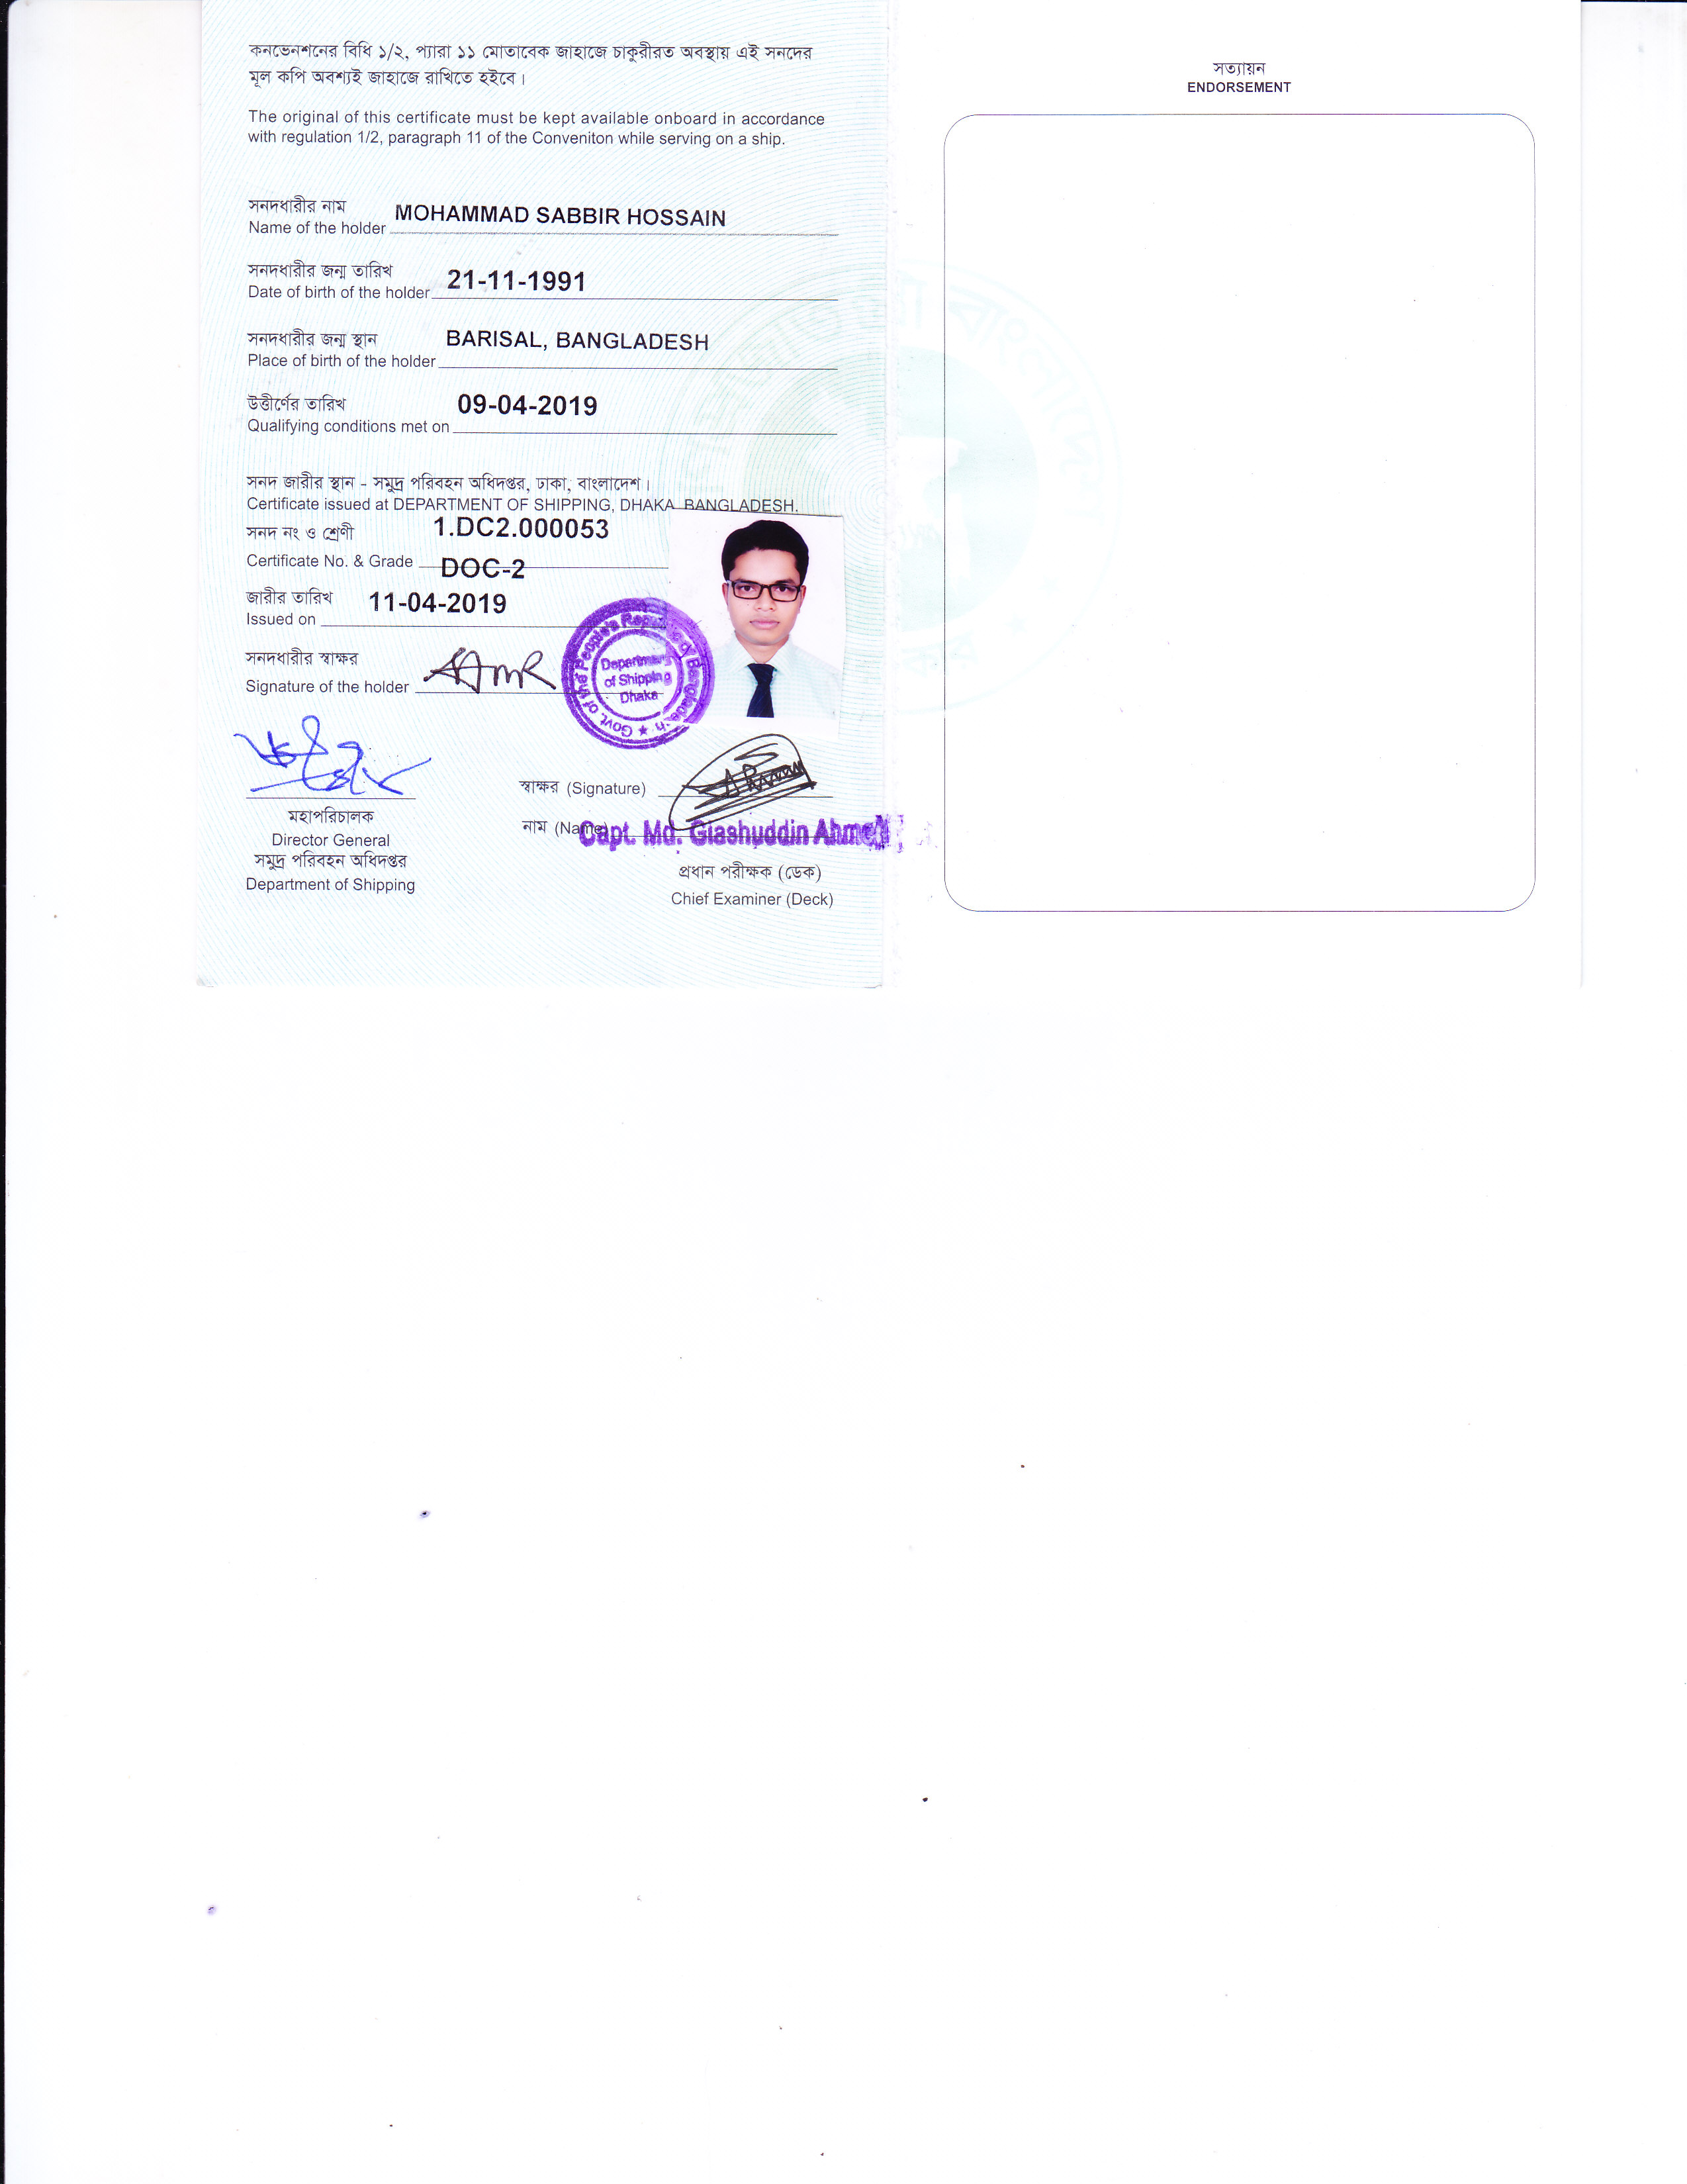 কনভেনশনের বিধি ১/২, প্যারা ১১ মোতাবেক জাহাজে চাকুরীরত অবস্থায় এই সনদের
মূল কপি অবশ্যই জাহাজে রাখিতে হইবে।
The original of this certificate must be kept available onboard in accordance
with regulation 1/2, paragraph 11 of the Conveniton while serving on a ship.
সনদধারীর নাম
Name of the holder MOHAMMAD SABBIR HOSSAIN
সনদধারীর জন্ম তারিখ
Date of birth of the holder 21-11-1991
সনদধারীর জন্ম স্থান
Place of birth of the holder BARISAL, BANGLADESH
উত্তীর্ণের তারিখ
Qualifying conditions met on 09-04-2019
সনদ জারীর স্থান - সমুদ্র পরিবহন অধিদপ্তর, ঢাকা, বাংলাদেশ।
Certificate issued at DEPARTMENT OF SHIPPING, DHAKA BANGLADESH.
সনদ নং ও শ্রেণী 1.DC2.000053
Certificate No. & Grade DOC-2
জারীর তারিখ
Issued on 11-04-2019
সনদধারীর স্বাক্ষর
Signature of the holder
Govt. of the People's Republic of Bangladesh
Department
of Shipping
Dhaka
মহাপরিচালক
Director General
সমুদ্র পরিবহন অধিদপ্তর
Department of Shipping
স্বাক্ষর (Signature)
নাম (Name) Capt. Md. Giashuddin Ahmed
প্রধান পরীক্ষক (ডেক)
Chief Examiner (Deck)
সত্যায়ন
ENDORSEMENT